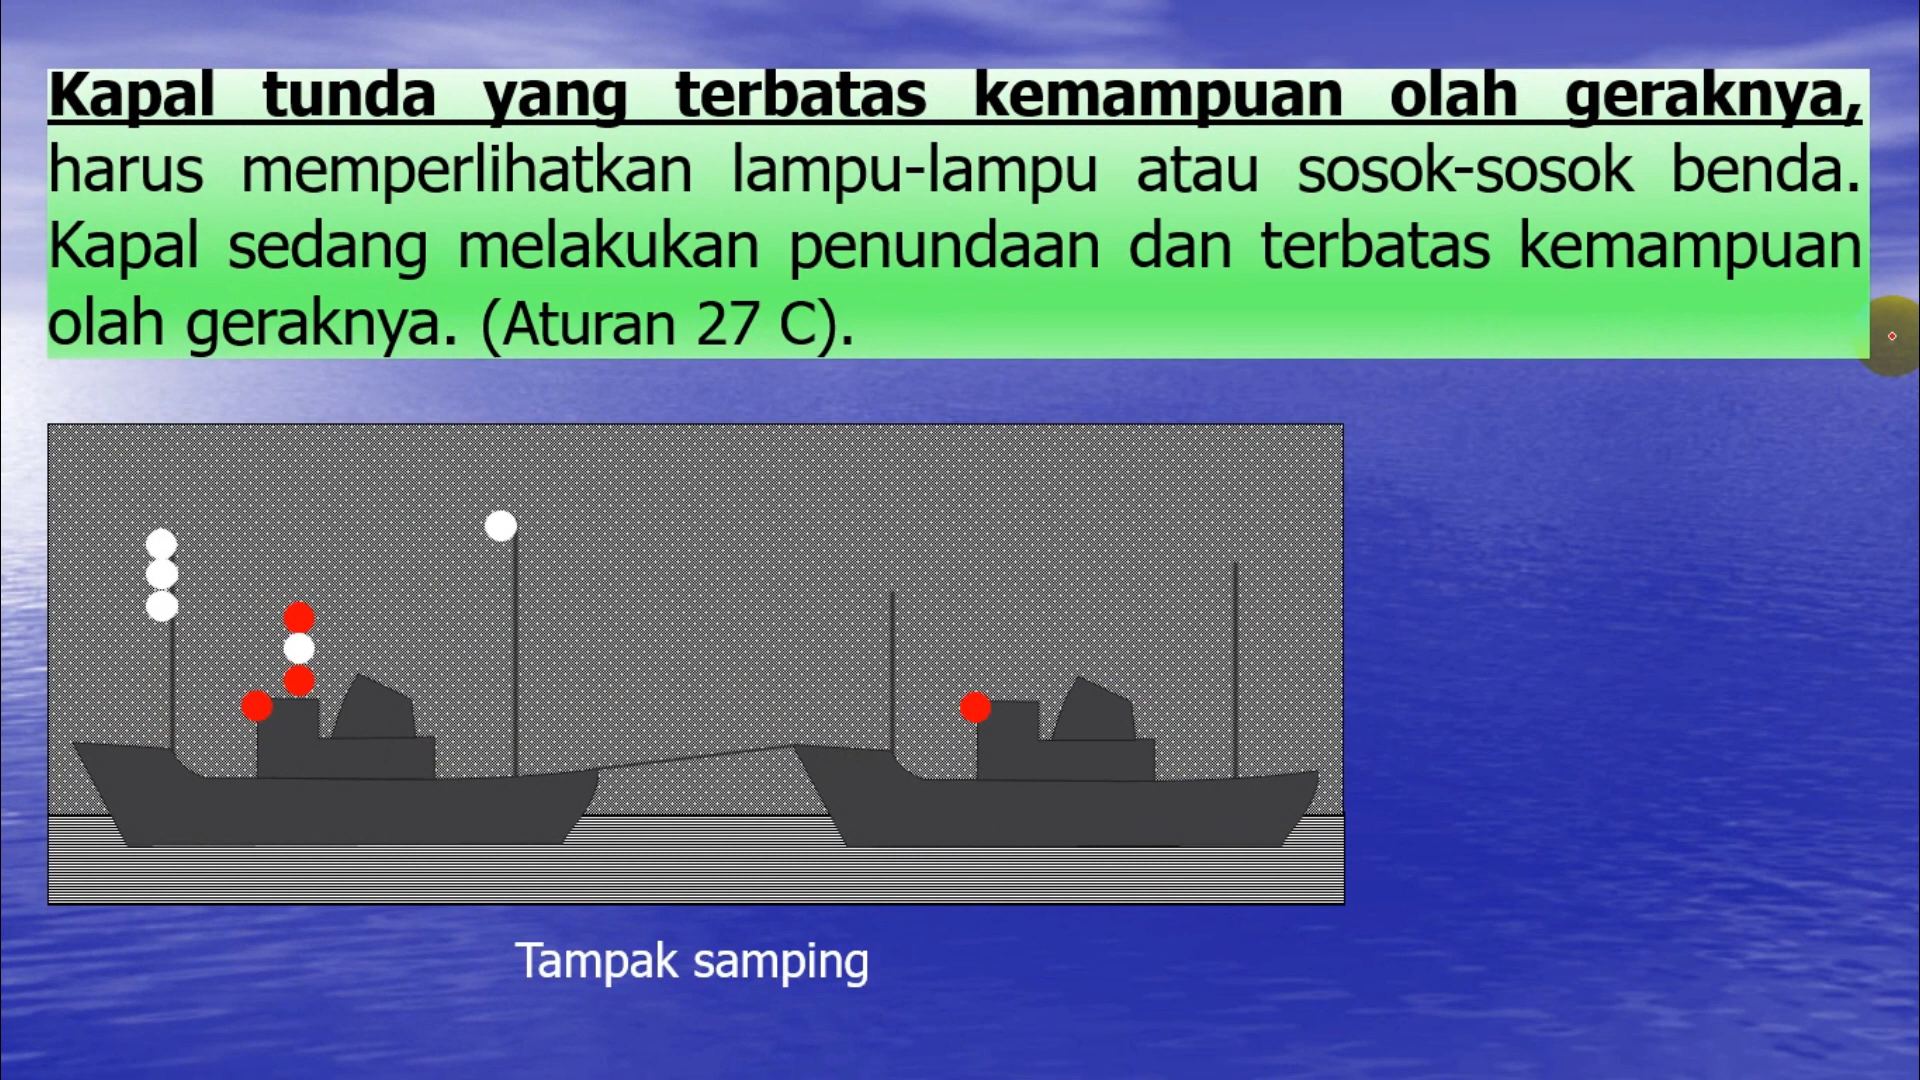 Kapal tunda yang terbatas kemampuan olah geraknya,
harus memperlihatkan lampu-lampu atau sosok-sosok benda.
Kapal sedang melakukan penundaan dan terbatas kemampuan
olah geraknya. (Aturan 27 C).
Tampak samping